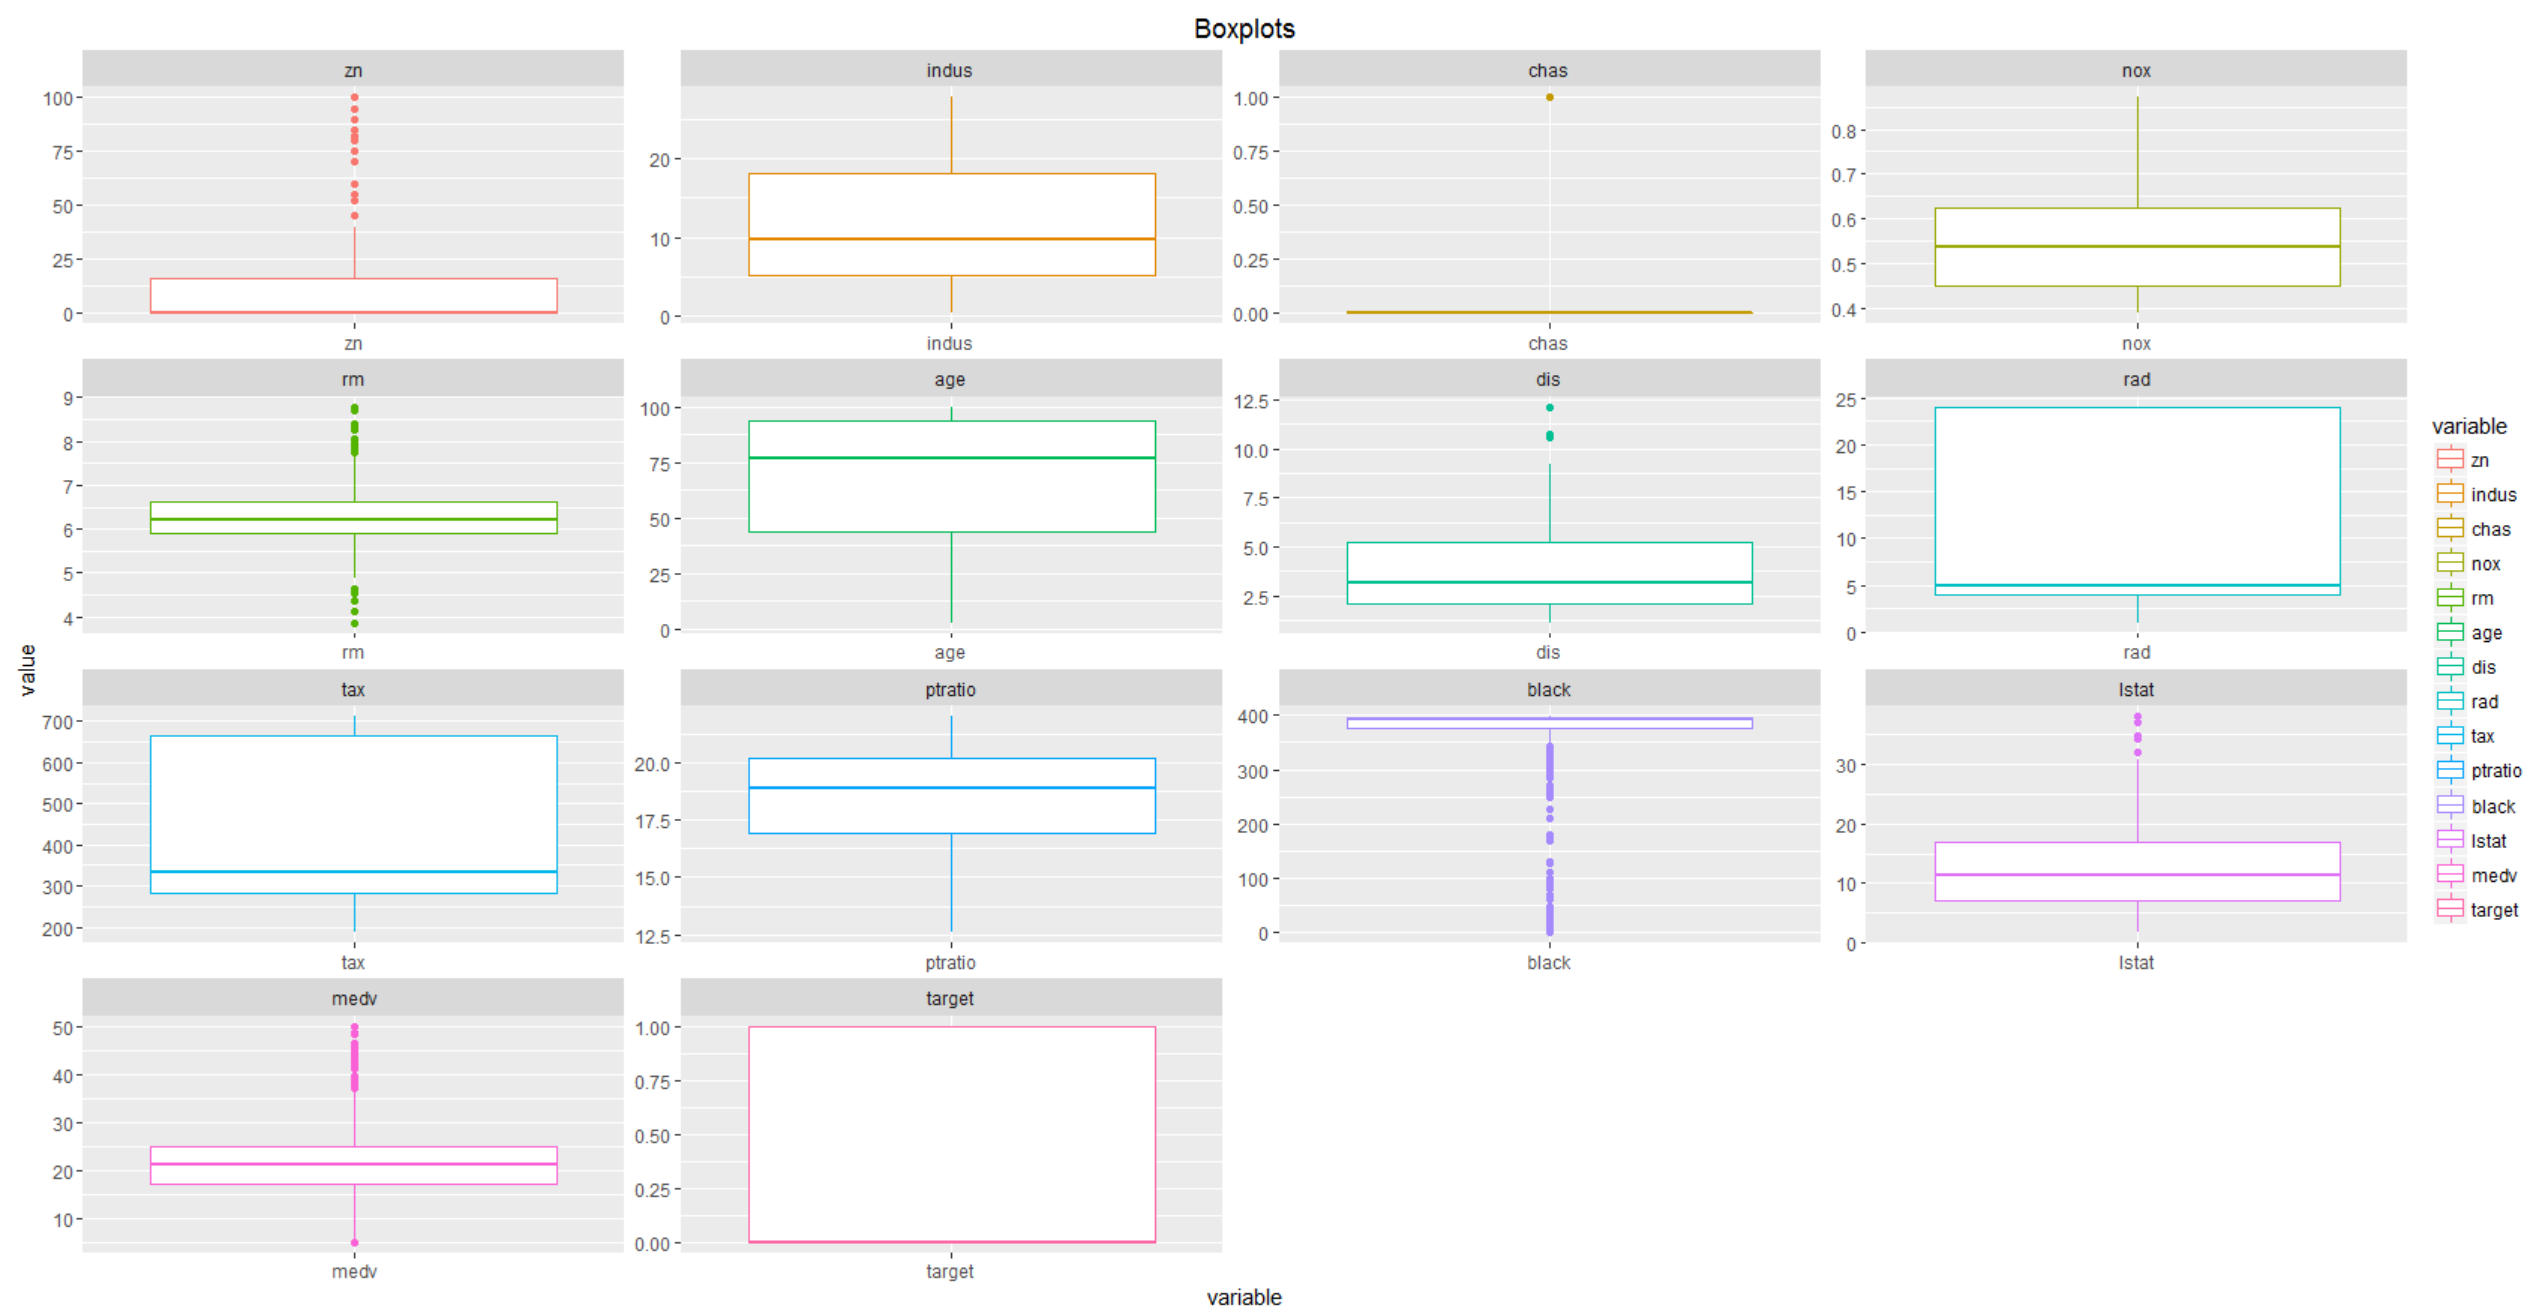 Boxplots
zn
indus
chas
nox
100
75
50
25
0
20
10
0
1.00
0.75
0.50
0.25
0.00
0.8
0.7
0.6
0.5
0.4
zn
indus
chas
nox
rm
age
dis
rad
9
8
7
6
5
4
100
75
50
25
0
12.5
10.0
7.5
5.0
2.5
25
20
15
10
5
0
rm
age
dis
rad
value
tax
ptratio
black
lstat
700
600
500
400
300
200
20.0
17.5
15.0
12.5
400
300
200
100
0
30
20
10
0
tax
ptratio
black
lstat
medv
target
50
40
30
20
10
1.00
0.75
0.50
0.25
0.00
medv
target
variable
variable
zn
indus
chas
nox
rm
age
dis
rad
tax
ptratio
black
lstat
medv
target